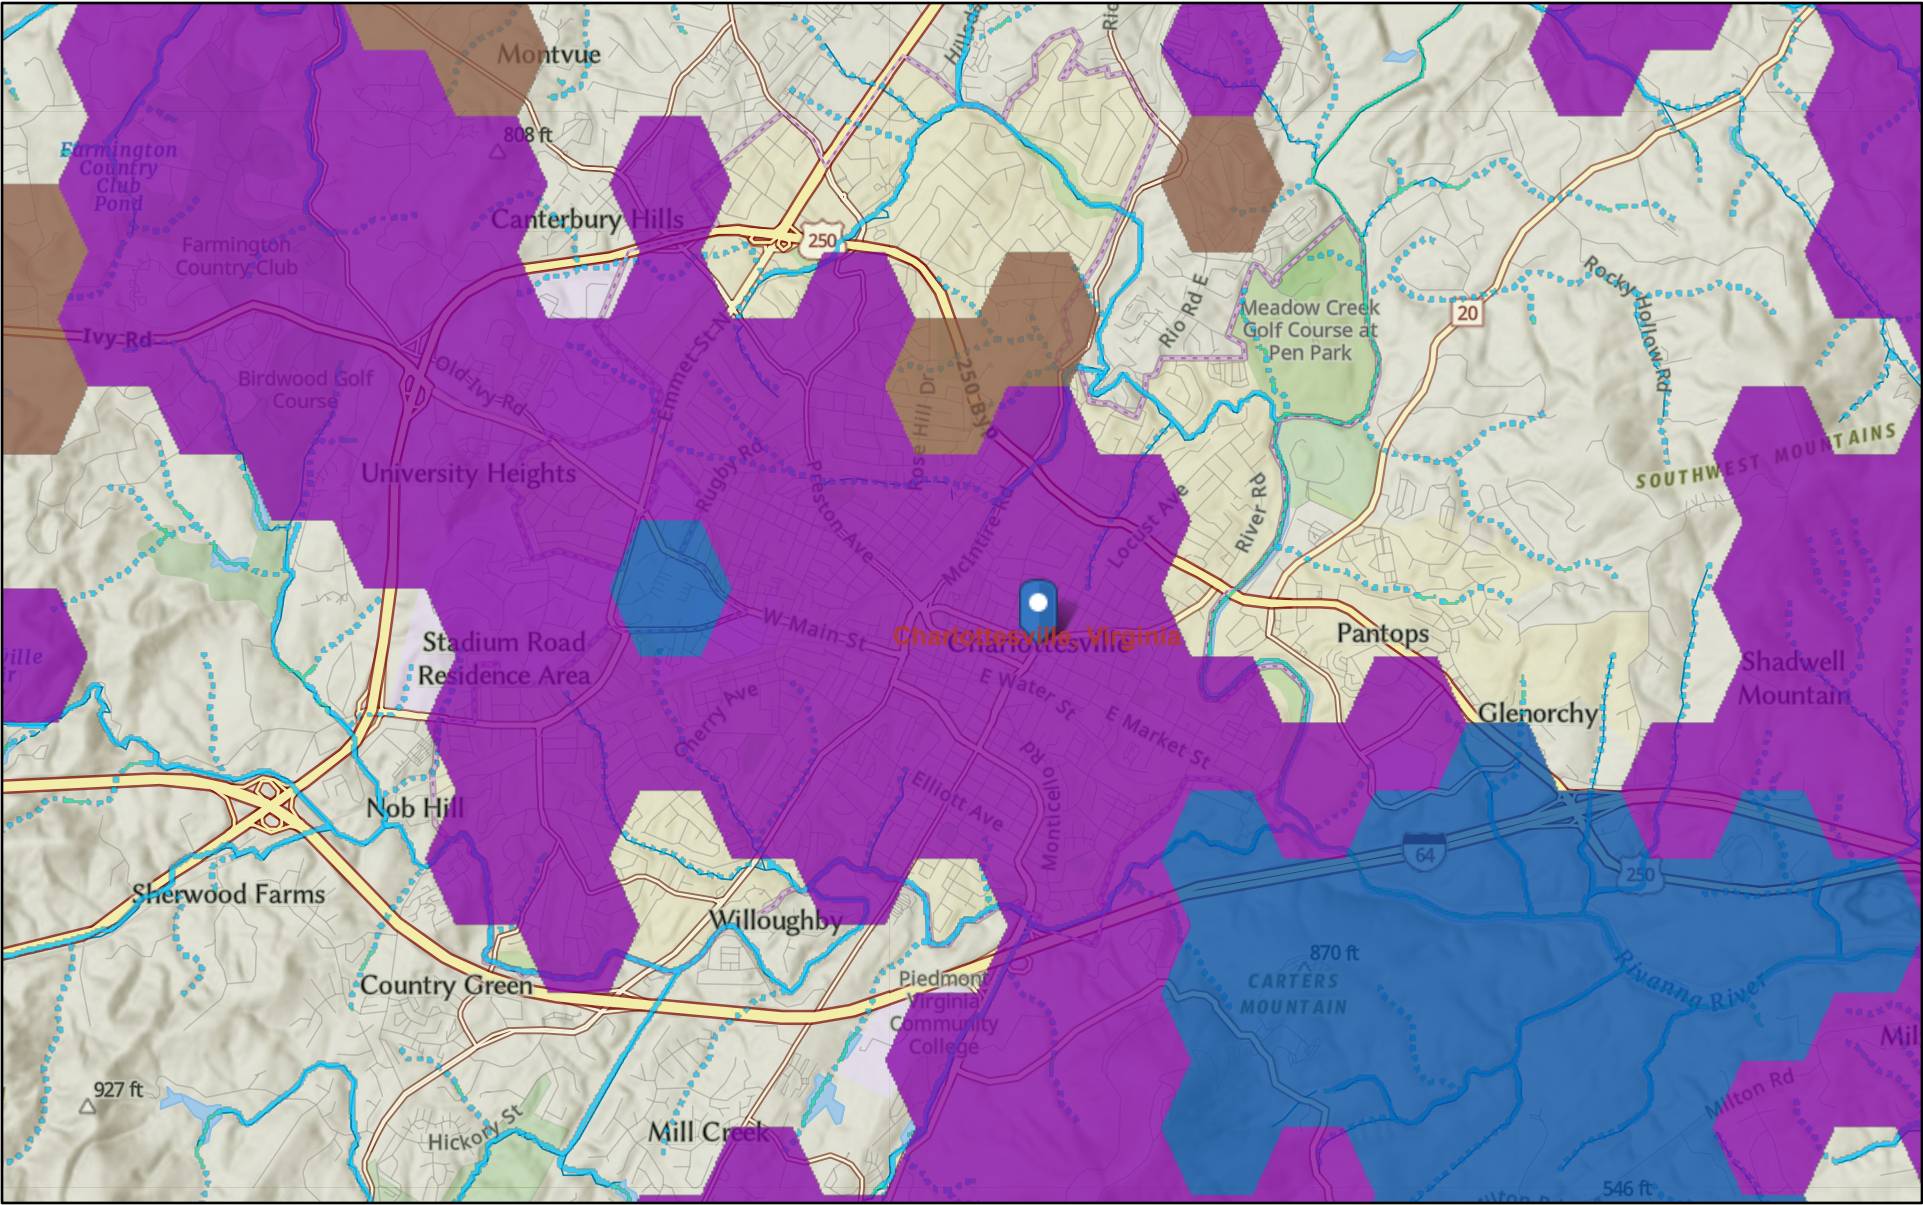 Montvue
Hillsda
Ric
808 ft
Farmington
Country
Club
Pond
Canterbury Hills
250
Farmington
Country Club
Rio Rd E
Meadow Creek
Golf Course at
Pen Park
Rocky Hollow Rd
20
Ivy Rd
Old Ivy Rd
Emmet St N
Birdwood Golf
Course
Rose Hill Dr
250 Byp
SOUTHWEST MOUNTAINS
University Heights
Rugby Rd
Preston Ave
McIntire Rd
Locust Ave
River Rd
W Main St
Charlottesville, Virginia
Charlottesville
Pantops
ville
ir
Stadium Road
Residence Area
E Water St
E Market St
Shadwell
Mountain
Cherry Ave
Glenorchy
Nob Hill
Elliott Ave
Monticello Rd
64
250
Sherwood Farms
Willoughby
870 ft
CARTERS
MOUNTAIN
Rivanna River
Country Green
Piedmont
Virginia
Community
College
Mil
927 ft
Milton Rd
Hickory St
Mill Creek
546 ft